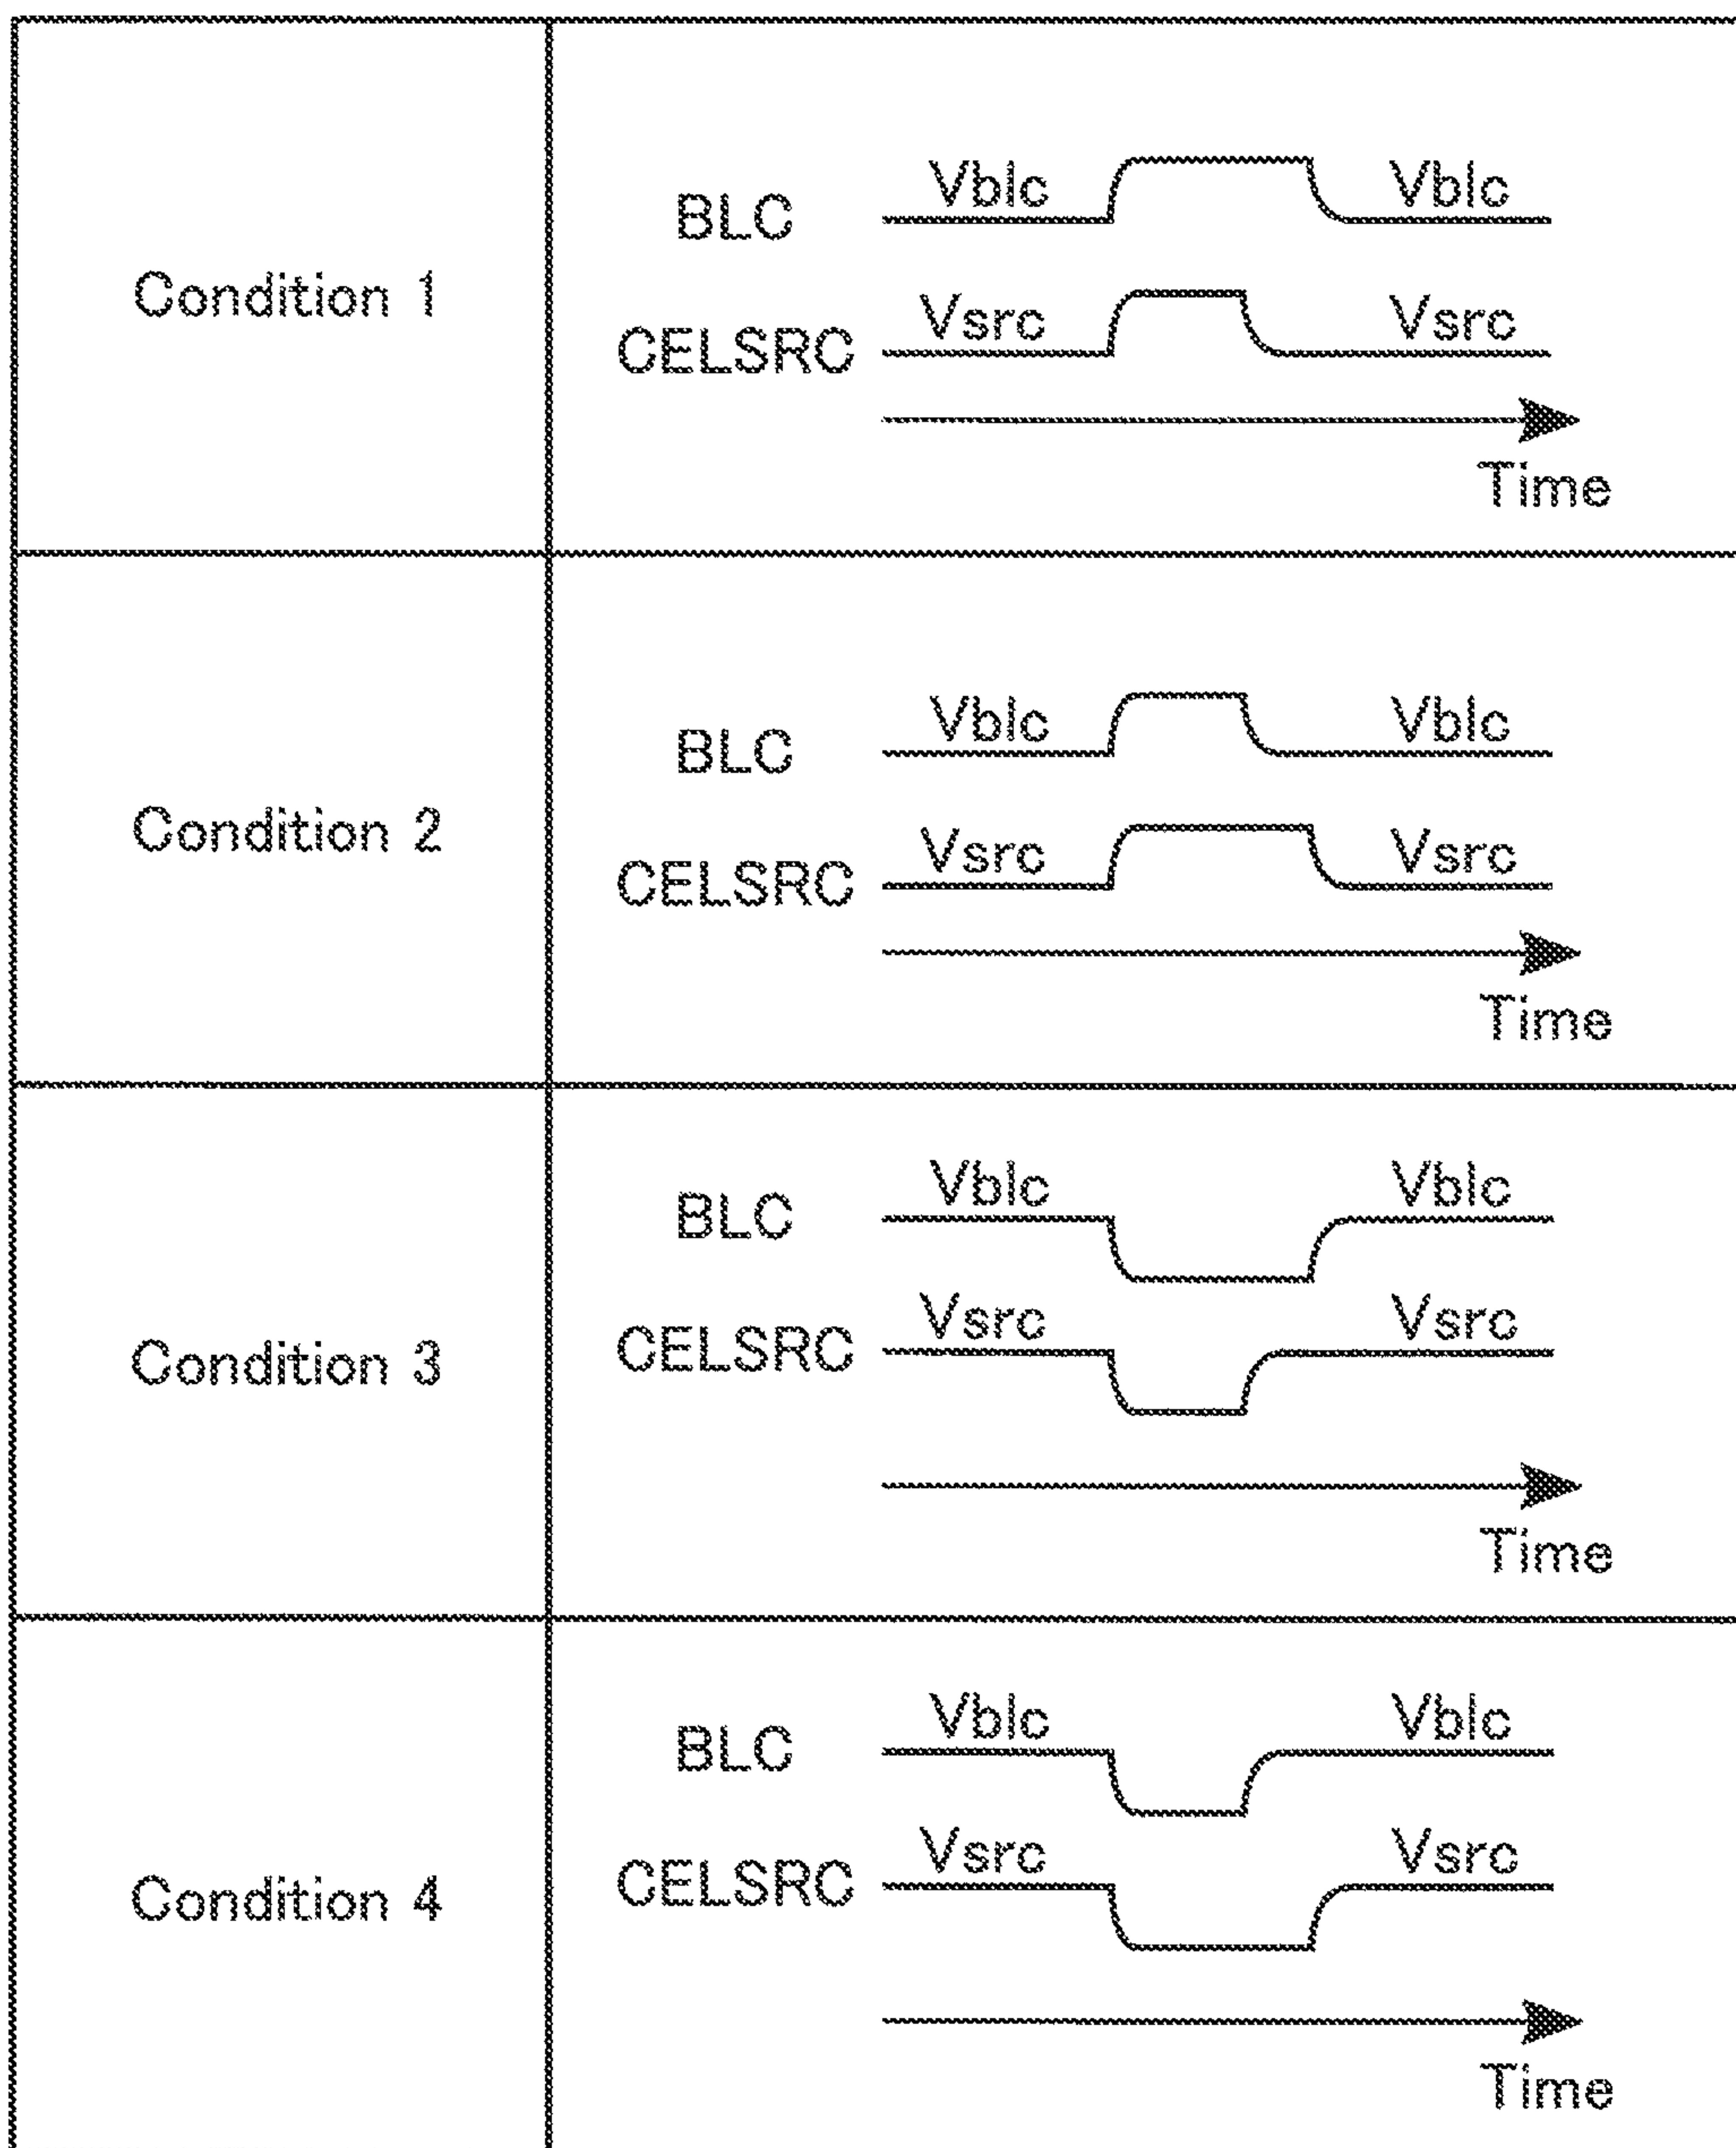 Condition 1
BLC Vblc Vblc
CELSRC Vsrc Vsrc
Time
Condition 2
BLC Vblc Vblc
CELSRC Vsrc Vsrc
Time
Condition 3
BLC Vblc Vblc
CELSRC Vsrc Vsrc
Time
Condition 4
BLC Vblc Vblc
CELSRC Vsrc Vsrc
Time